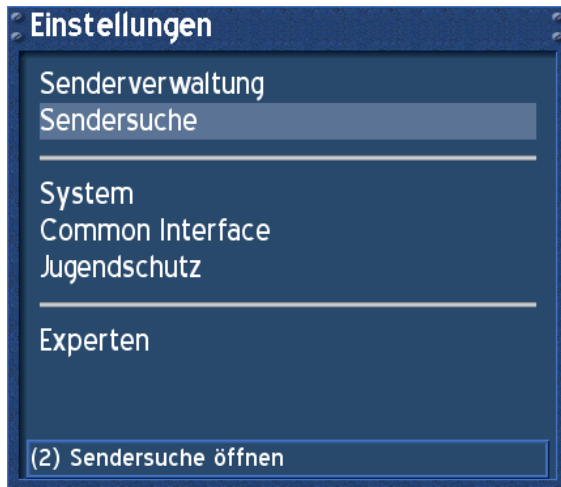 Einstellungen
Senderverwaltung
Sendersuche
System
Common Interface
Jugendschutz
Experten
(2) Sendersuche öffnen